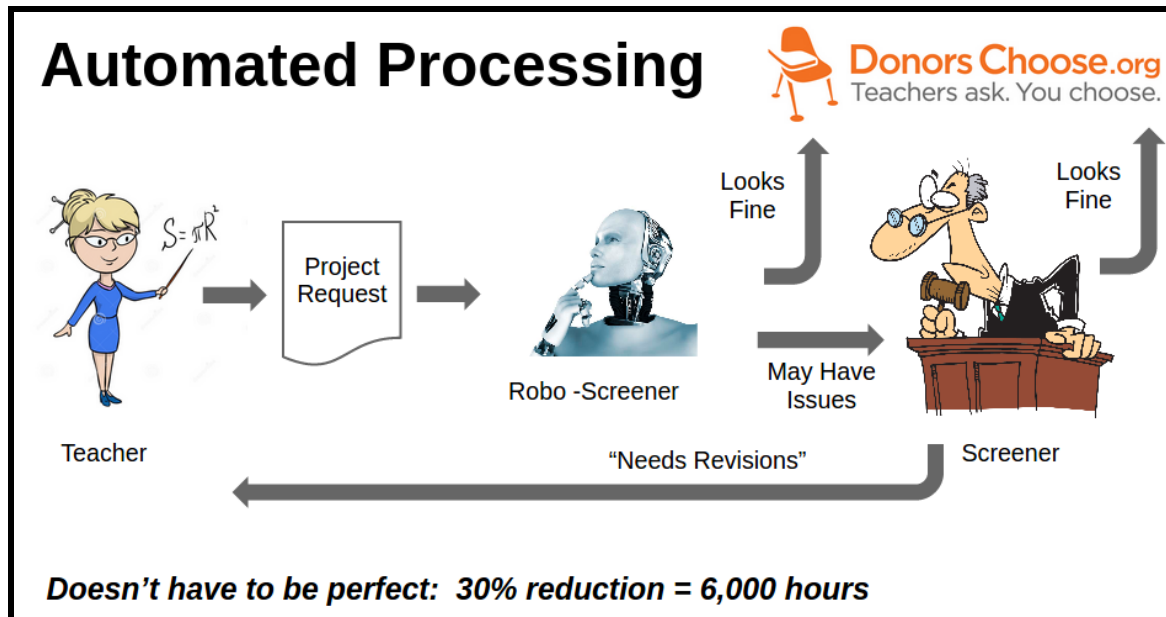 Automated Processing
DonorsChoose.org
Teachers ask. You choose.
Looks
Fine
Looks
Fine
S=πR²
Project
Request
Robo -Screener
May Have
Issues
Teacher
“Needs Revisions”
Screener
Doesn’t have to be perfect:  30% reduction = 6,000 hours